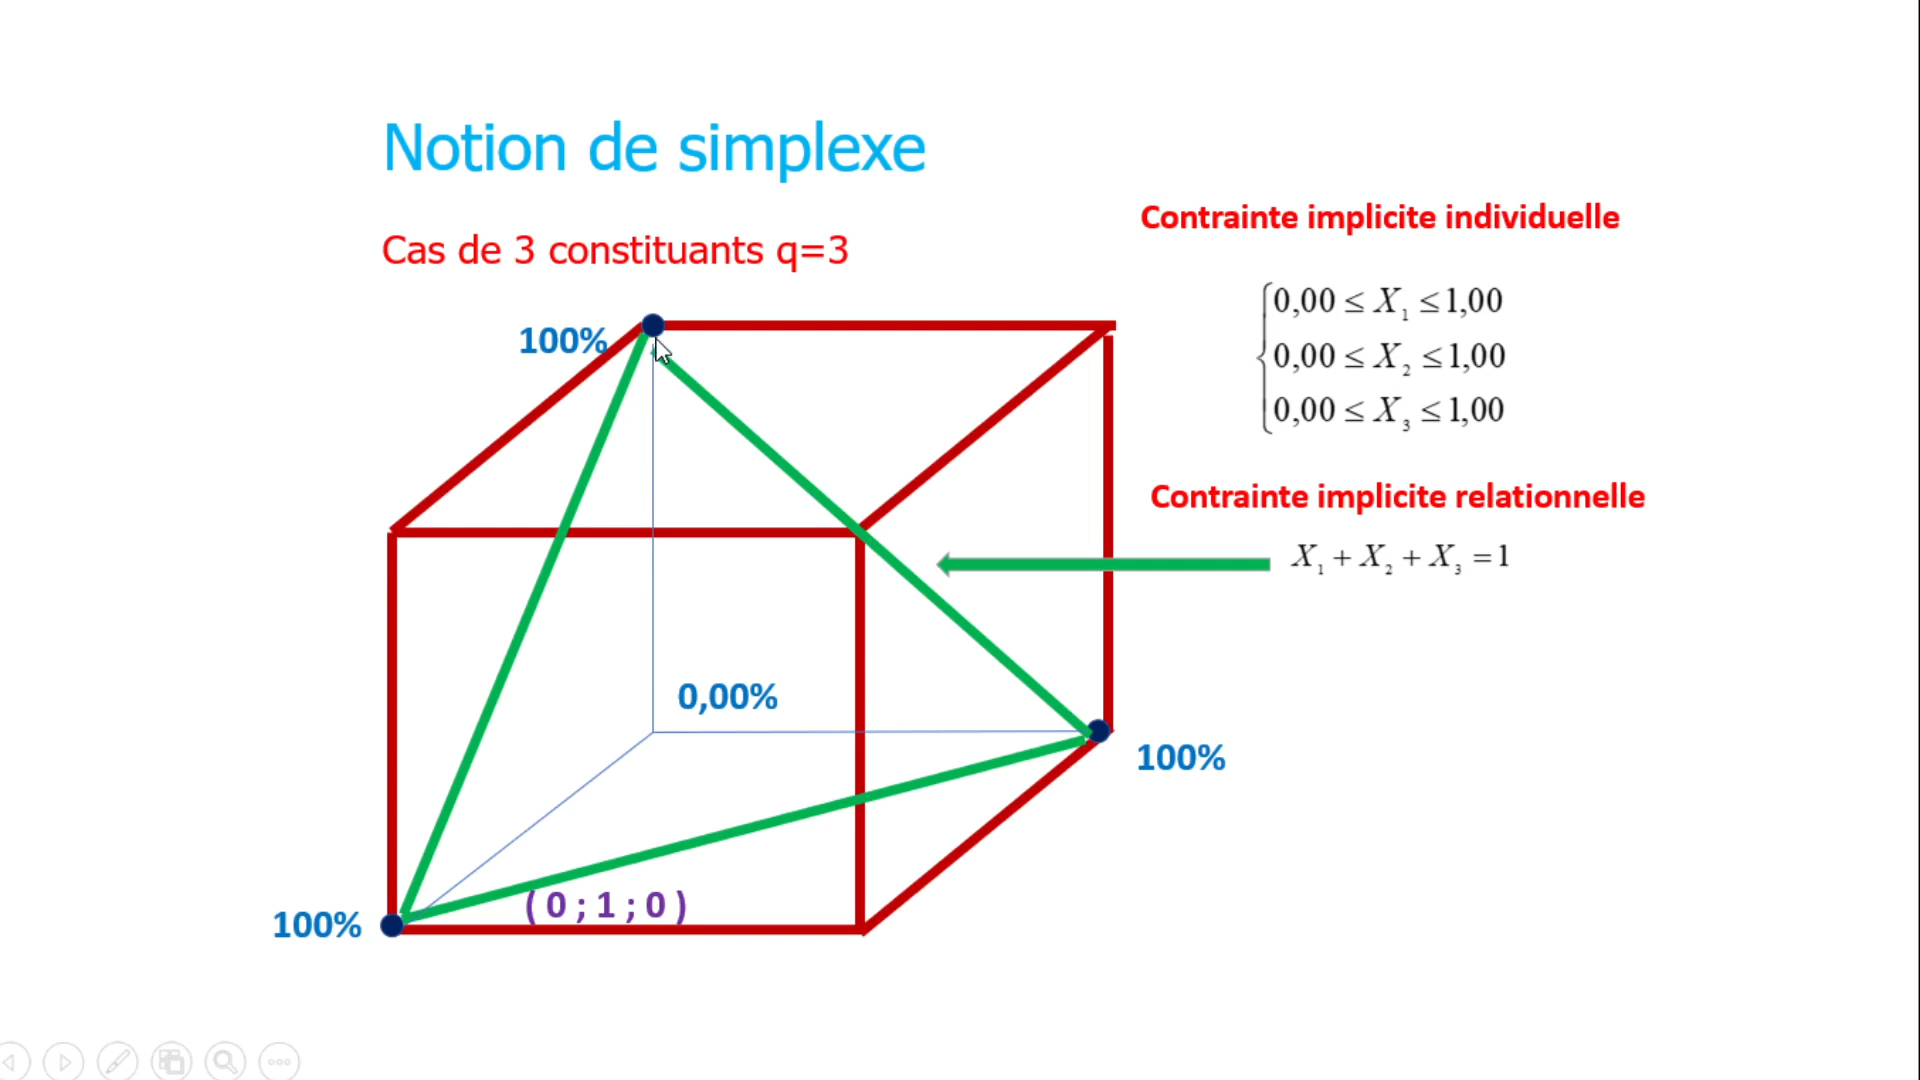 Notion de simplexe
Cas de 3 constituants q=3
Contrainte implicite individuelle
0,00 ≤ X₁ ≤ 1,00
0,00 ≤ X₂ ≤ 1,00
0,00 ≤ X₃ ≤ 1,00
Contrainte implicite relationnelle
X₁ + X₂ + X₃ = 1
100%
0,00%
100%
( 0 ; 1 ; 0 )
100%